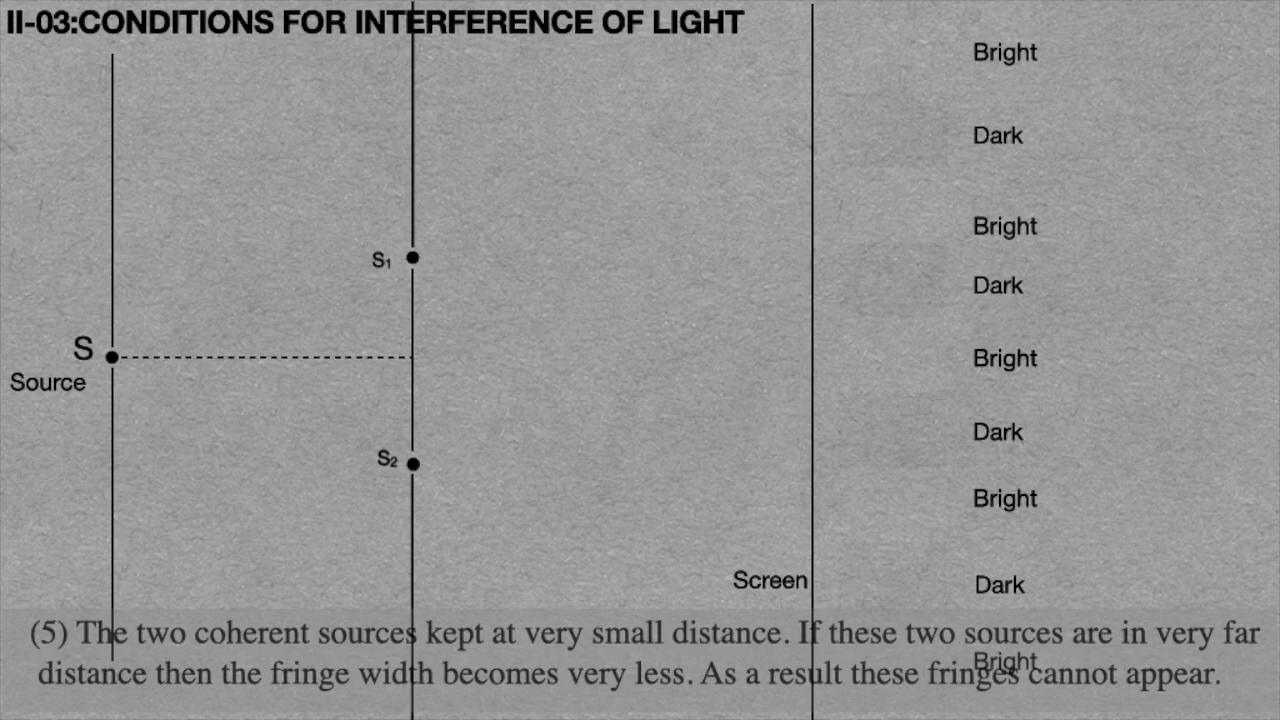 II-03:CONDITIONS FOR INTERFERENCE OF LIGHT
Bright
Dark
Bright
S₁
Dark
S
Bright
Source
Dark
S₂
Bright
Screen
Dark
(5) The two coherent sources kept at very small distance. If these two sources are in very far
Bright
distance then the fringe width becomes very less. As a result these fringes cannot appear.